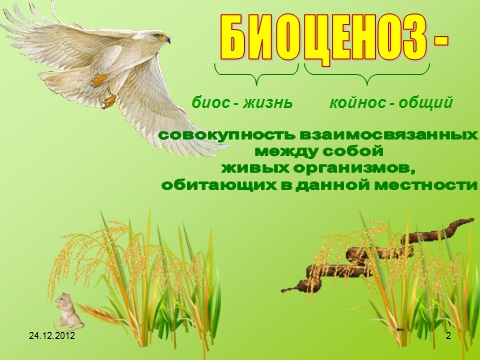 БИОЦЕНОЗ -
биос - жизнь койнос - общий
совокупность взаимосвязанных
между собой
живых организмов,
обитающих в данной местности
24.12.2012 2